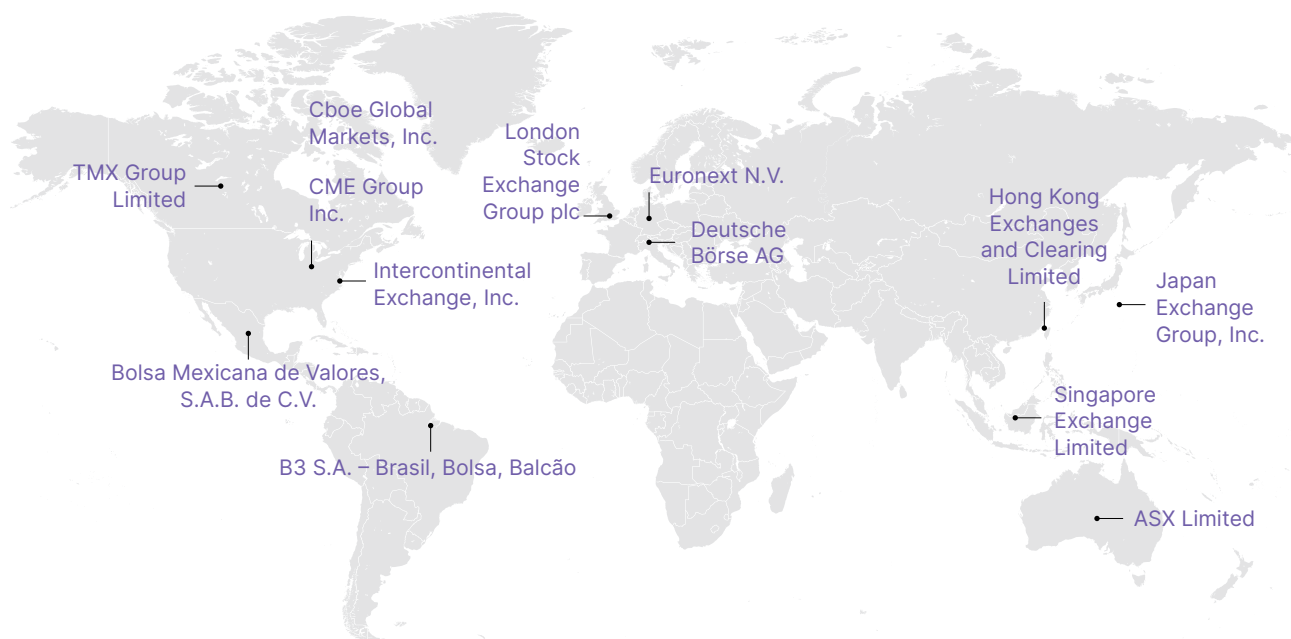 Cboe Global
Markets, Inc.
TMX Group
Limited
CME Group
Inc.
Intercontinental
Exchange, Inc.
Bolsa Mexicana de Valores,
S.A.B. de C.V.
B3 S.A. – Brasil, Bolsa, Balcão
London
Stock
Exchange
Group plc
Euronext N.V.
Deutsche
Börse AG
Hong Kong
Exchanges
and Clearing
Limited
Japan
Exchange
Group, Inc.
Singapore
Exchange
Limited
ASX Limited